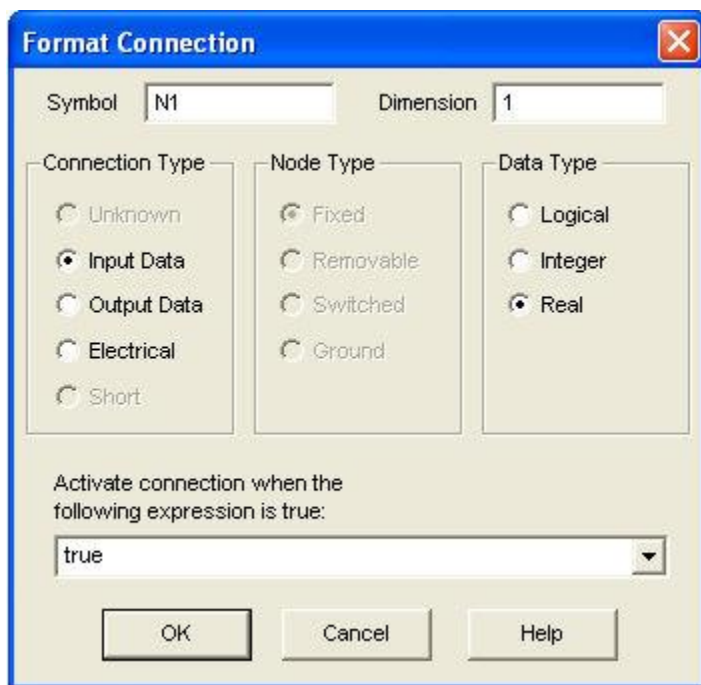 Format Connection
Symbol N1 Dimension 1
Connection Type
Unknown
Input Data
Output Data
Electrical
Short
Node Type
Fixed
Removable
Switched
Ground
Data Type
Logical
Integer
Real
Activate connection when the
following expression is true:
true
OK Cancel Help